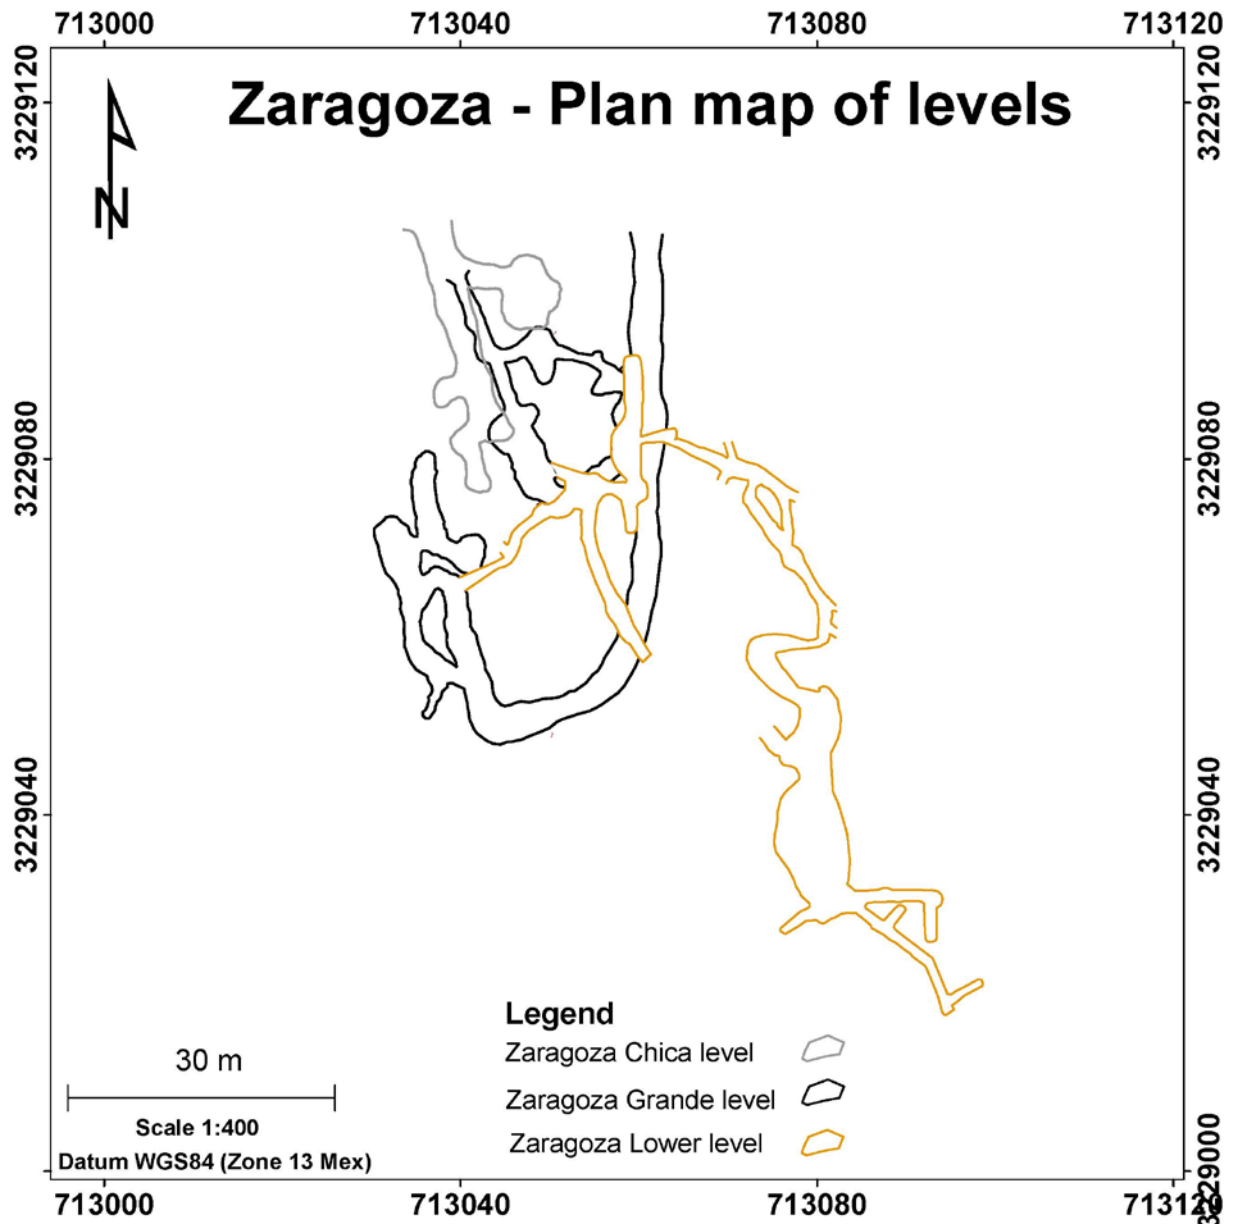 713000 713040 713080 713120
3229120 3229120
Zaragoza - Plan map of levels
N
3229080 3229080
3229040 3229040
Legend
Zaragoza Chica level
Zaragoza Grande level
Zaragoza Lower level
30 m
Scale 1:400
Datum WGS84 (Zone 13 Mex)
3229000
713000 713040 713080 713120